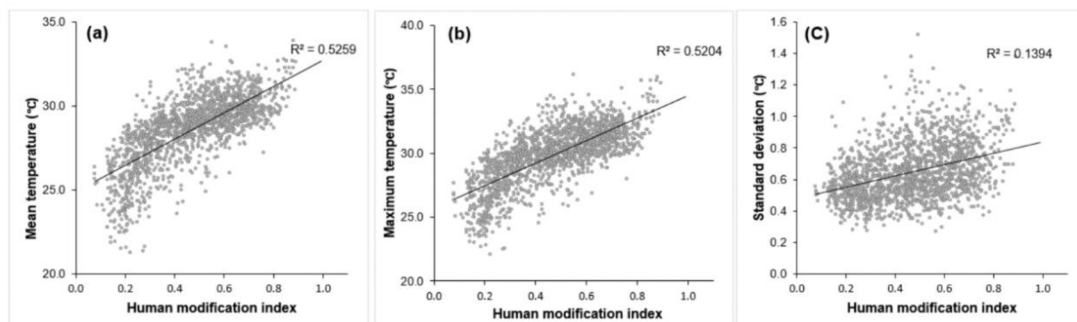 (a)
R² = 0.5259
35.0
30.0
25.0
20.0
Mean temperature (°C)
0.0 0.2 0.4 0.6 0.8 1.0
Human modification index
(b)
R² = 0.5204
40.0
35.0
30.0
25.0
20.0
Maximum temperature (°C)
0.0 0.2 0.4 0.6 0.8 1.0
Human modification index
(C)
R² = 0.1394
1.6
1.4
1.2
1.0
0.8
0.6
0.4
0.2
0.0
Standard deviation (°C)
0.0 0.2 0.4 0.6 0.8 1.0
Human modification index